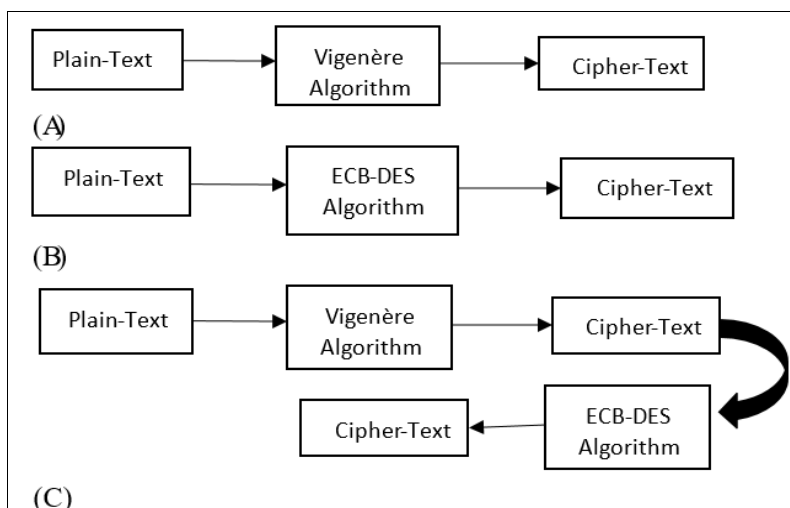 Plain-Text
Vigenère
Algorithm
Cipher-Text
(A)
Plain-Text
ECB-DES
Algorithm
Cipher-Text
(B)
Plain-Text
Vigenère
Algorithm
Cipher-Text
Cipher-Text
ECB-DES
Algorithm
(C)